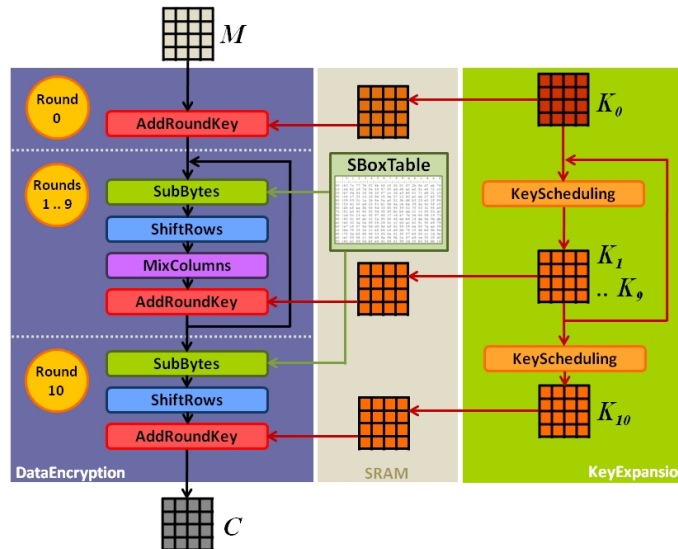 M
Round
0
AddRoundKey
K0
SBoxTable
Rounds
1 .. 9
SubBytes
KeyScheduling
ShiftRows
MixColumns
K1
.. K9
AddRoundKey
Round
10
SubBytes
KeyScheduling
ShiftRows
K10
AddRoundKey
DataEncryption
SRAM
KeyExpansio
C